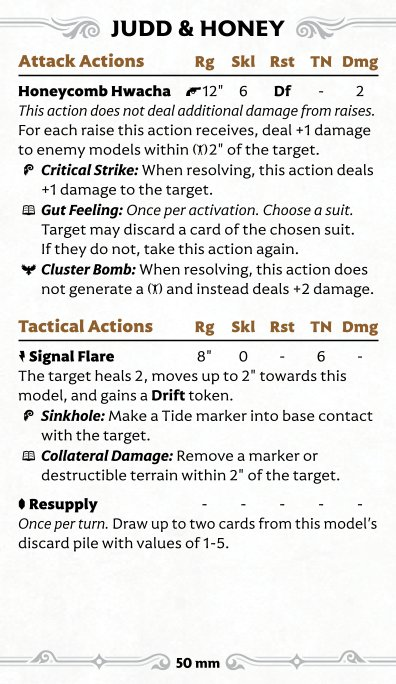 JUDD & HONEY
Attack Actions Rg Skl Rst TN Dmg
Honeycomb Hwacha 12" 6 Df - 2
This action does not deal additional damage from raises.
For each raise this action receives, deal +1 damage
to enemy models within 2" of the target.
Critical Strike: When resolving, this action deals
+1 damage to the target.
Gut Feeling: Once per activation. Choose a suit.
Target may discard a card of the chosen suit.
If they do not, take this action again.
Cluster Bomb: When resolving, this action does
not generate a and instead deals +2 damage.
Tactical Actions Rg Skl Rst TN Dmg
Signal Flare 8" 0 - 6 -
The target heals 2, moves up to 2" towards this
model, and gains a Drift token.
Sinkhole: Make a Tide marker into base contact
with the target.
Collateral Damage: Remove a marker or
destructible terrain within 2" of the target.
Resupply - - - - -
Once per turn. Draw up to two cards from this model's
discard pile with values of 1-5.
50 mm